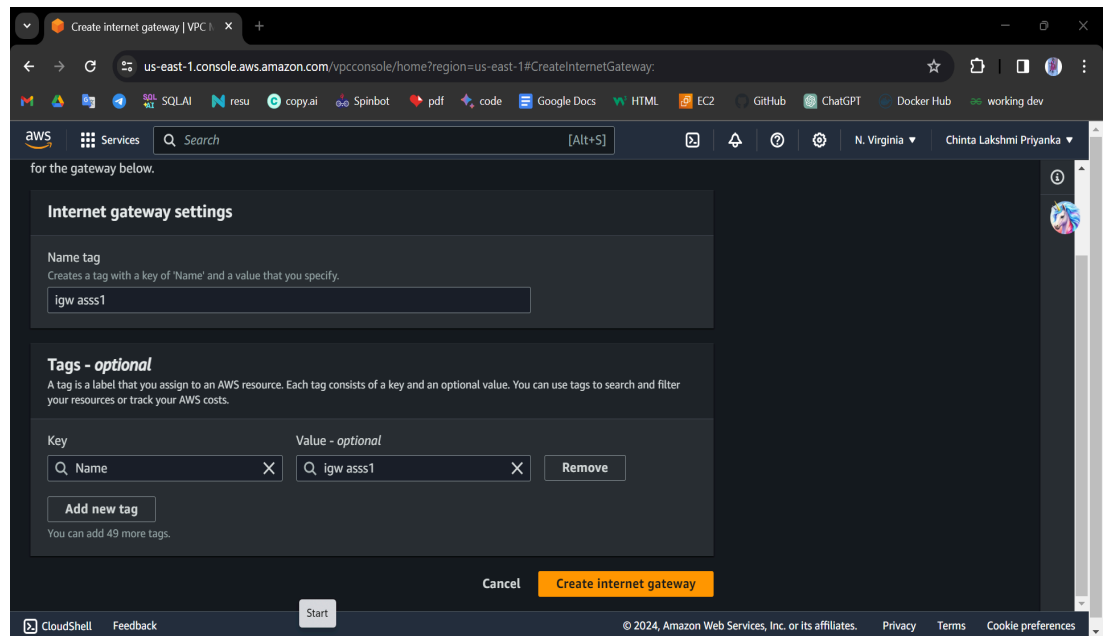 Create internet gateway | VPC M
us-east-1.console.aws.amazon.com/vpcconsole/home?region=us-east-1#CreateInternetGateway:
SQL.AI resu copy.ai Spinbot pdf code Google Docs HTML EC2 GitHub ChatGPT Docker Hub working dev
aws Services Search [Alt+S] N. Virginia ▼ Chinta Lakshmi Priyanka ▼
for the gateway below.
Internet gateway settings
Name tag
Creates a tag with a key of 'Name' and a value that you specify.
igw asss1
Tags - optional
A tag is a label that you assign to an AWS resource. Each tag consists of a key and an optional value. You can use tags to search and filter
your resources or track your AWS costs.
Key Value - optional
Name igw asss1 Remove
Add new tag
You can add 49 more tags.
Cancel Create internet gateway
Start
CloudShell Feedback © 2024, Amazon Web Services, Inc. or its affiliates. Privacy Terms Cookie preferences